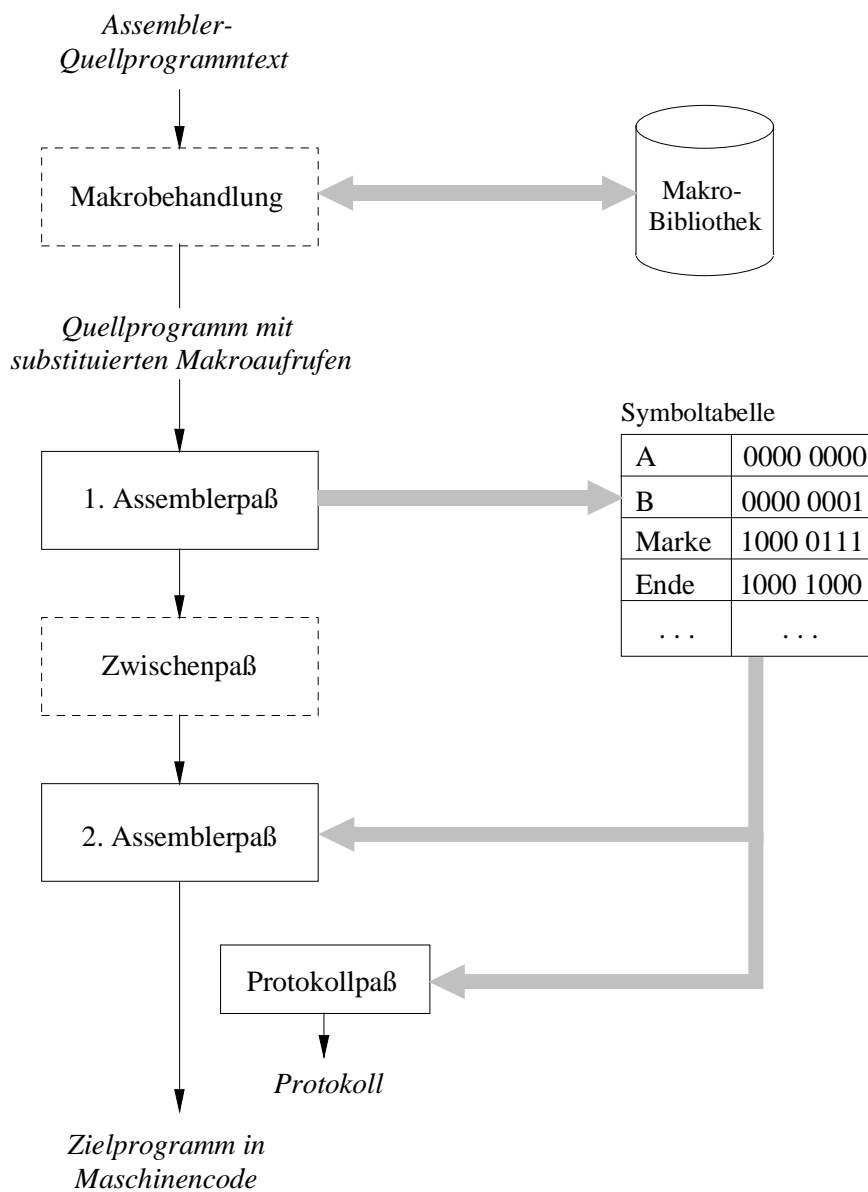 Assembler-
Quellprogrammtext
Makrobehandlung
Makro-
Bibliothek
Quellprogramm mit
substituierten Makroaufrufen
Symboltabelle
A 0000 0000
B 0000 0001
Marke 1000 0111
Ende 1000 1000
. . . . . .
1. Assemblerpaß
Zwischenpaß
2. Assemblerpaß
Protokollpaß
Protokoll
Zielprogramm in
Maschinencode